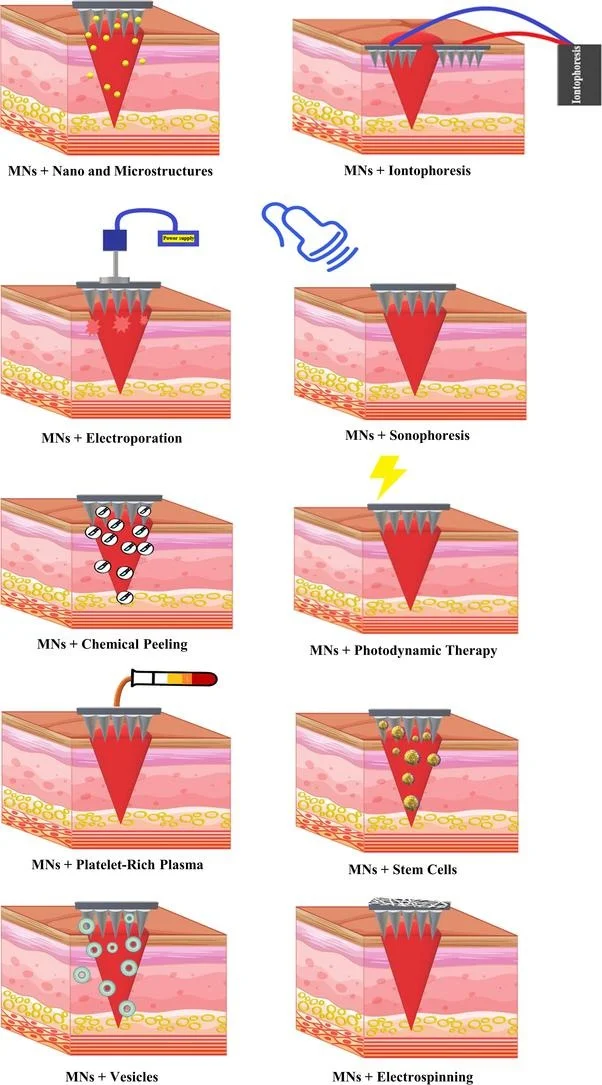 MNs + Nano and Microstructures
Iontophoresis
MNs + Iontophoresis
Power supply
MNs + Electroporation
MNs + Sonophoresis
MNs + Chemical Peeling
MNs + Photodynamic Therapy
MNs + Platelet-Rich Plasma
MNs + Stem Cells
MNs + Vesicles
MNs + Electrospinning